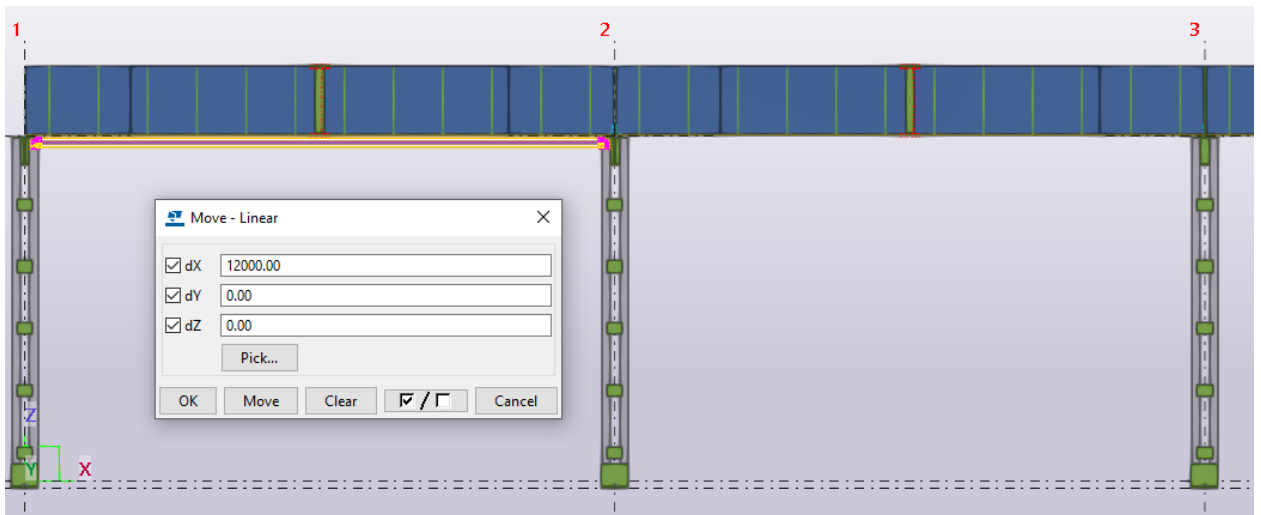 1 2 3
Move - Linear
dX 12000.00
dY 0.00
dZ 0.00
Pick...
OK Move Clear / Cancel
Z
Y X